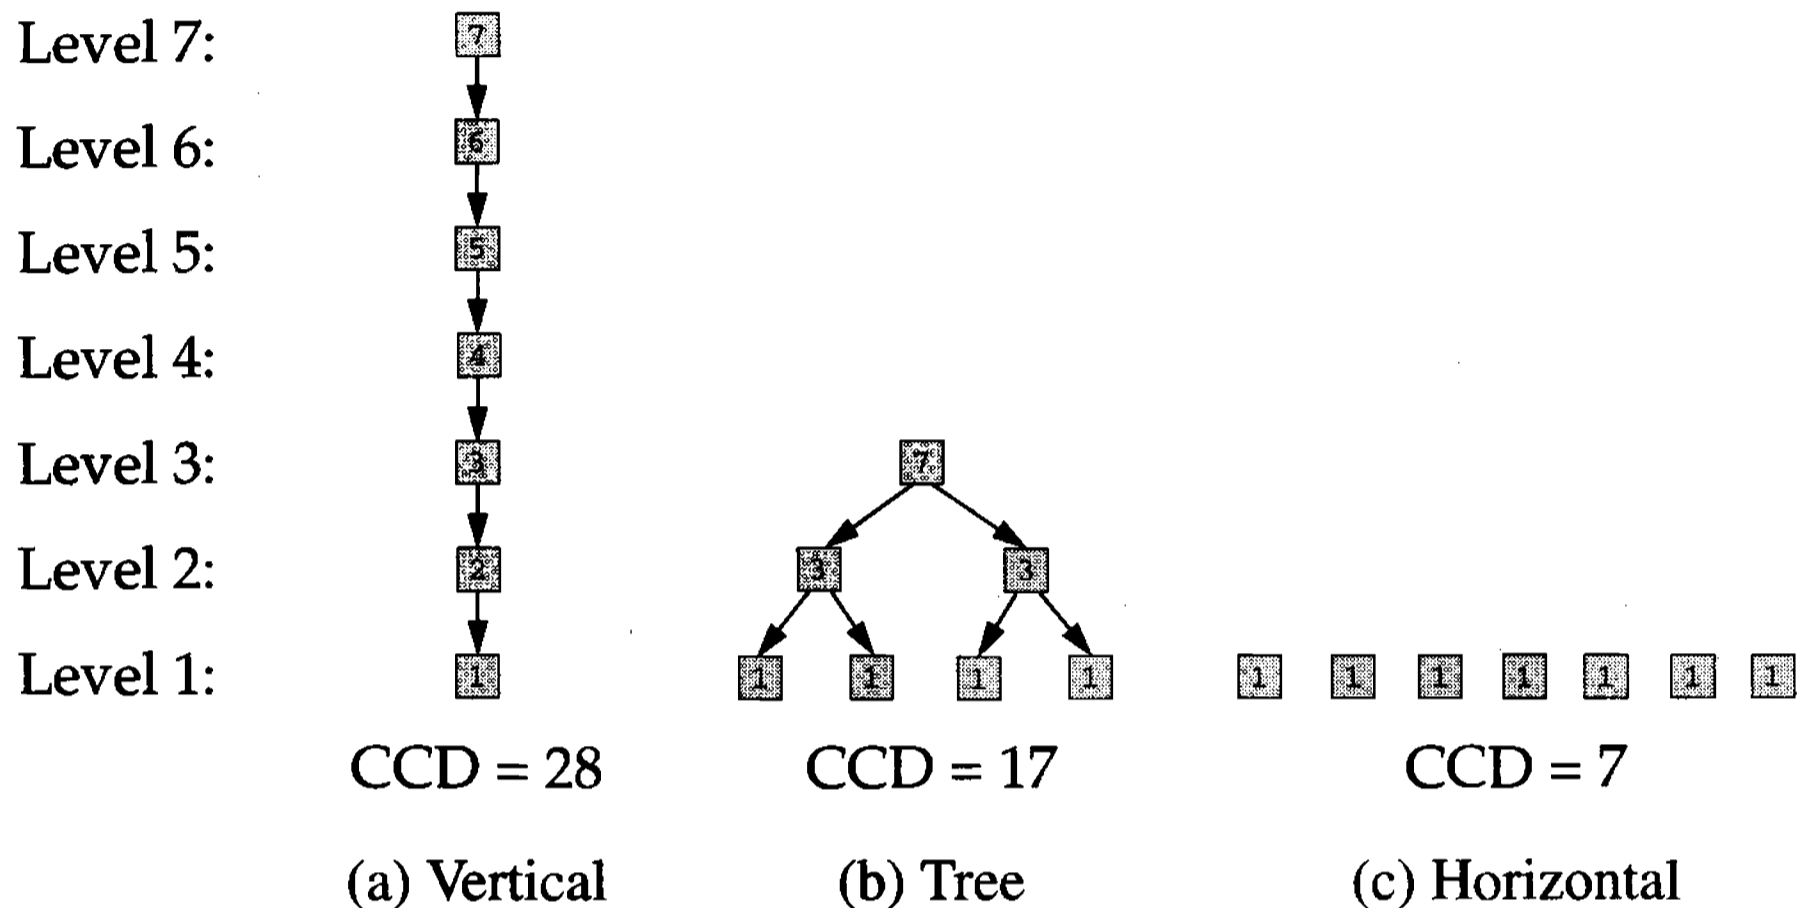 Level 7: 7
Level 6: 6
Level 5: 5
Level 4: 4
Level 3: 3 7
Level 2: 2 3 3
Level 1: 1 1 1 1 1 1 1 1 1 1 1 1
CCD = 28 CCD = 17 CCD = 7
(a) Vertical (b) Tree (c) Horizontal